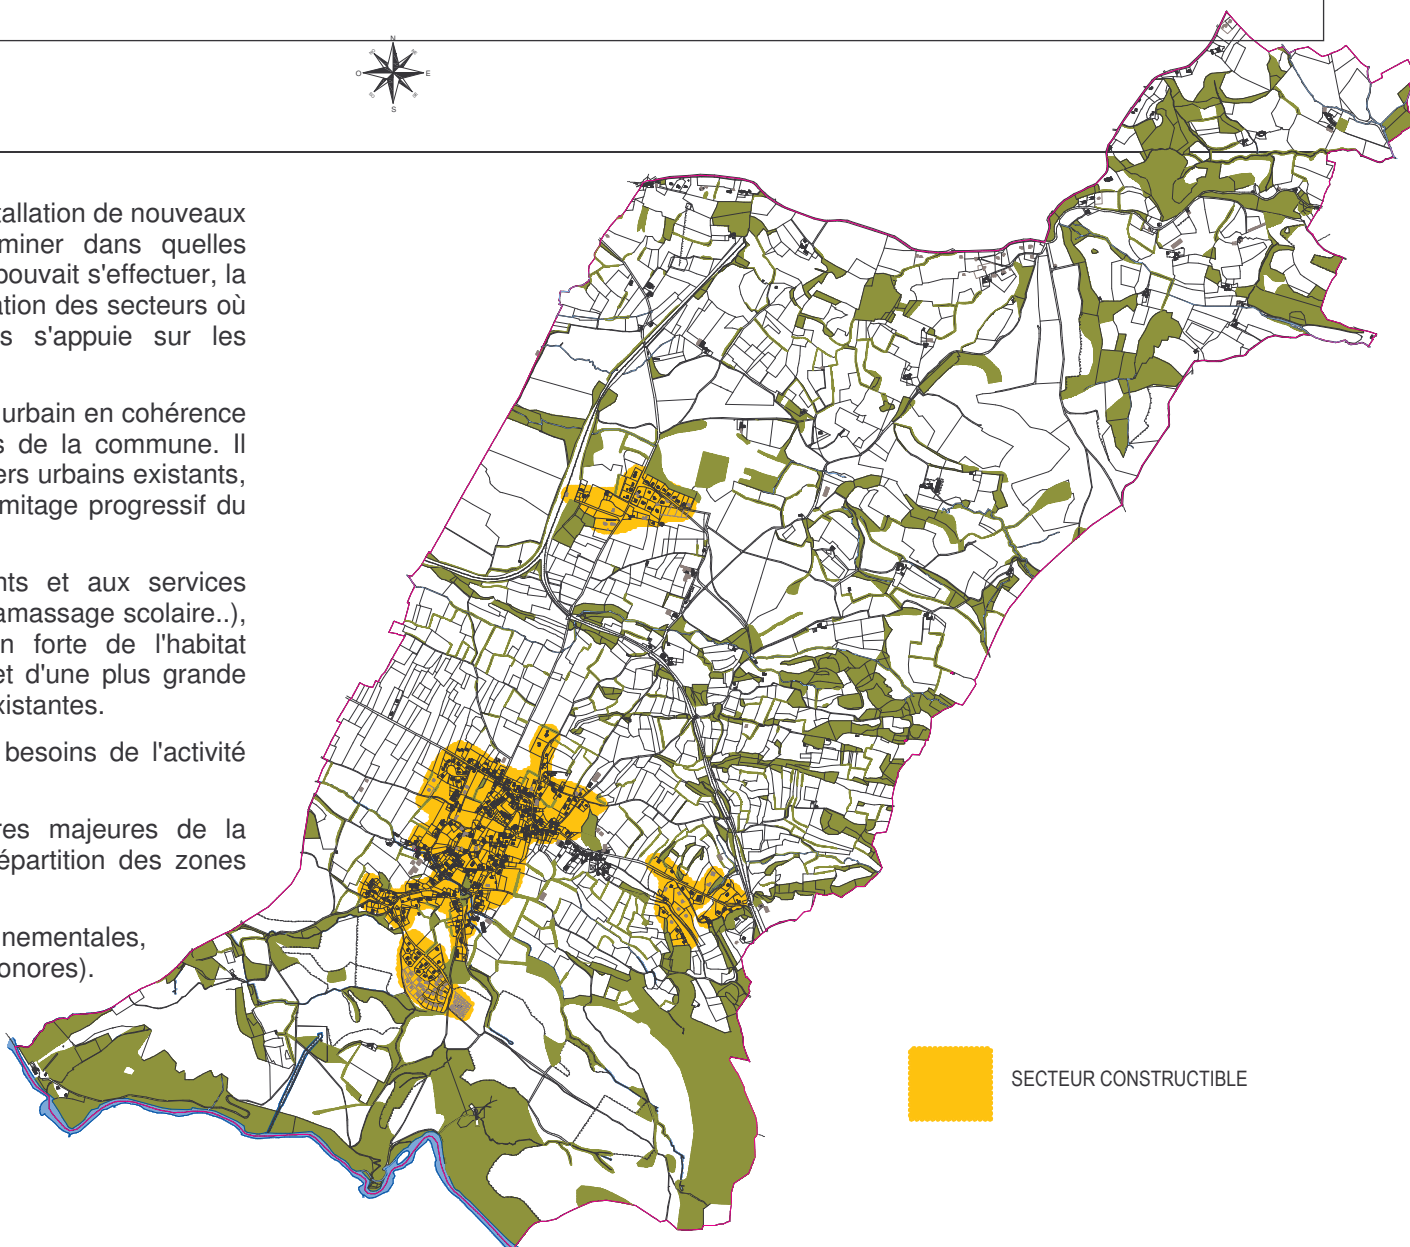 N
O
E
S
tallation de nouveaux
miner dans quelles
pouvait s'effectuer, la
ation des secteurs où
s s'appuie sur les
urbain en cohérence
s de la commune. Il
ers urbains existants,
mitage progressif du
nts et aux services
amassage scolaire..),
n forte de l'habitat
et d'une plus grande
xistantes.
besoins de l'activité
res majeures de la
épartition des zones
nementales,
onores).
SECTEUR CONSTRUCTIBLE